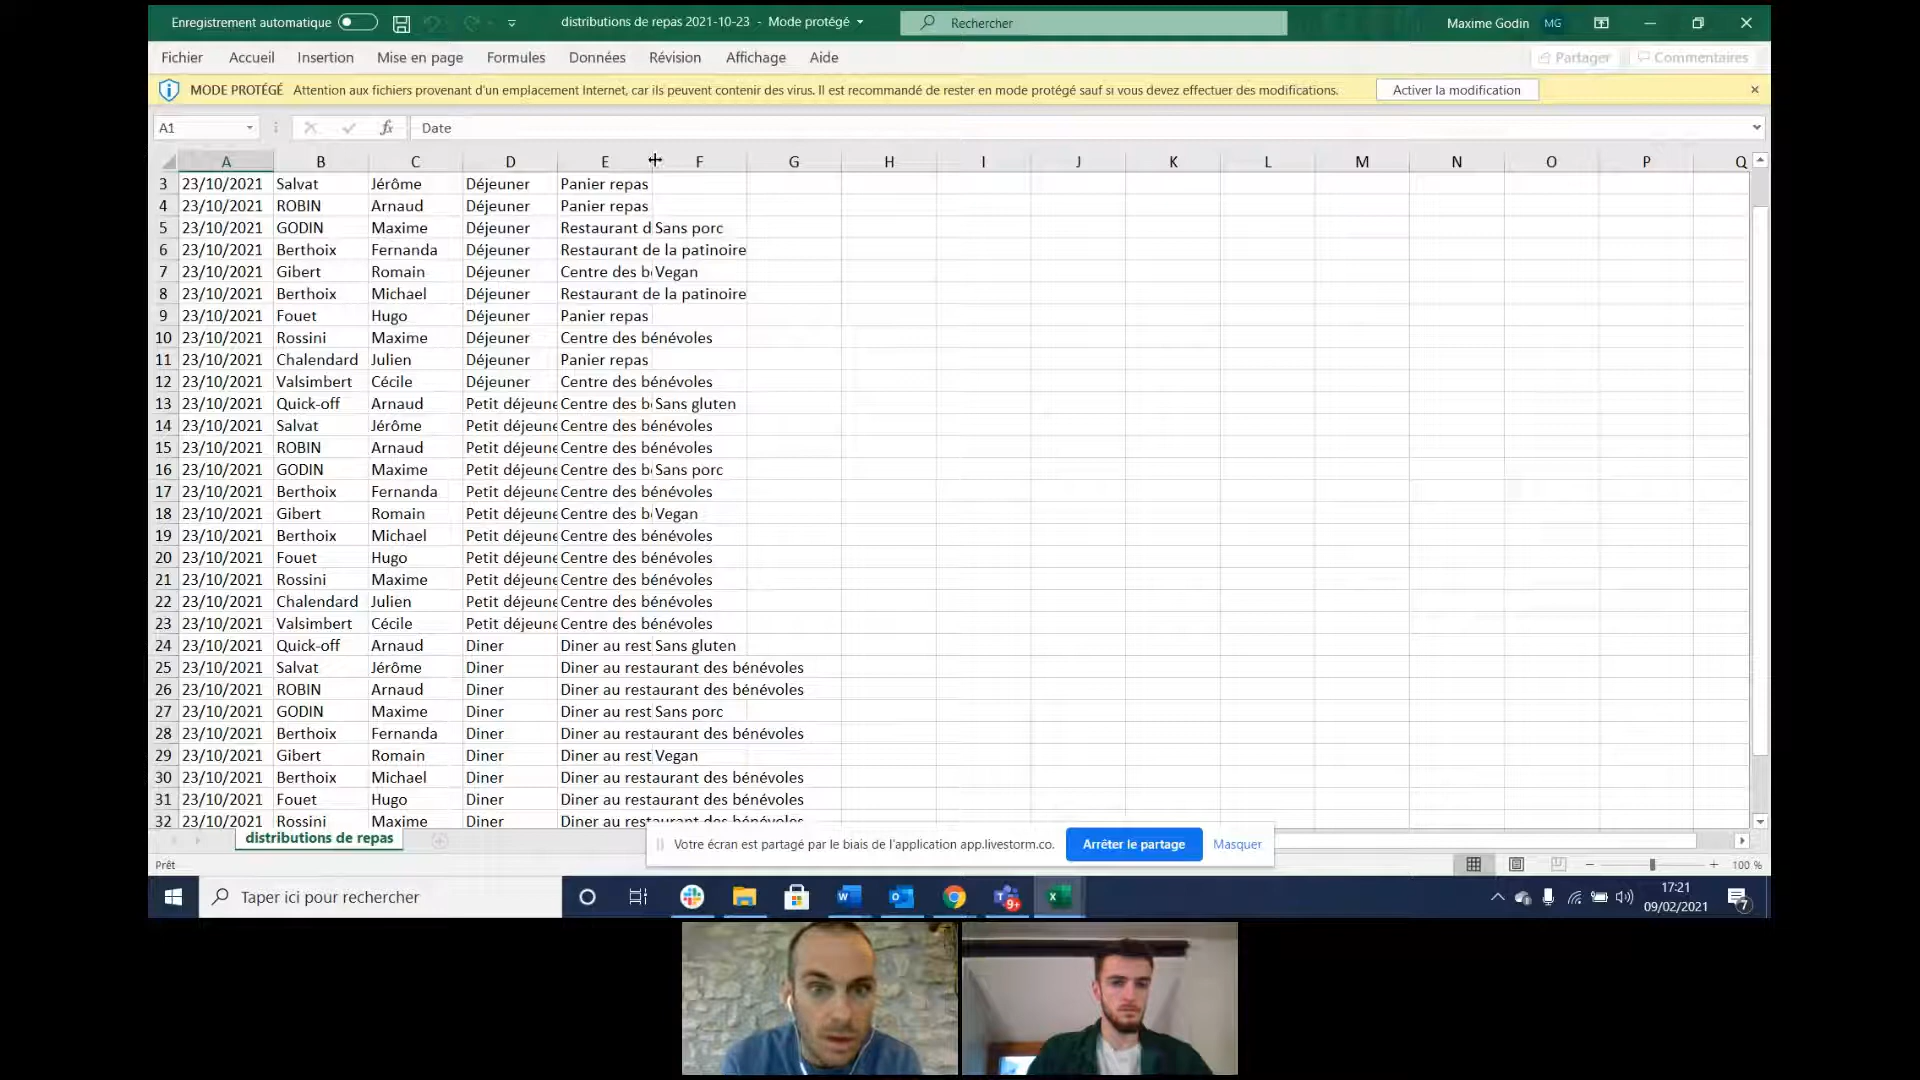 Enregistrement automatique distributions de repas 2021-10-23 - Mode protégé Rechercher Maxime Godin MG
Fichier Accueil Insertion Mise en page Formules Données Révision Affichage Aide Partager Commentaires
MODE PROTÉGÉ Attention aux fichiers provenant d'un emplacement Internet, car ils peuvent contenir des virus. Il est recommandé de rester en mode protégé sauf si vous devez effectuer des modifications. Activer la modification
A1 fx Date
A B C D E F G H I J K L M N O P Q
3 23/10/2021 Salvat Jérôme Déjeuner Panier repas
4 23/10/2021 ROBIN Arnaud Déjeuner Panier repas
5 23/10/2021 GODIN Maxime Déjeuner Restaurant d Sans porc
6 23/10/2021 Berthoix Fernanda Déjeuner Restaurant de la patinoire
7 23/10/2021 Gibert Romain Déjeuner Centre des b Vegan
8 23/10/2021 Berthoix Michael Déjeuner Restaurant de la patinoire
9 23/10/2021 Fouet Hugo Déjeuner Panier repas
10 23/10/2021 Rossini Maxime Déjeuner Centre des bénévoles
11 23/10/2021 Chalendard Julien Déjeuner Panier repas
12 23/10/2021 Valsimbert Cécile Déjeuner Centre des bénévoles
13 23/10/2021 Quick-off Arnaud Petit déjeune Centre des b Sans gluten
14 23/10/2021 Salvat Jérôme Petit déjeune Centre des bénévoles
15 23/10/2021 ROBIN Arnaud Petit déjeune Centre des bénévoles
16 23/10/2021 GODIN Maxime Petit déjeune Centre des b Sans porc
17 23/10/2021 Berthoix Fernanda Petit déjeune Centre des bénévoles
18 23/10/2021 Gibert Romain Petit déjeune Centre des b Vegan
19 23/10/2021 Berthoix Michael Petit déjeune Centre des bénévoles
20 23/10/2021 Fouet Hugo Petit déjeune Centre des bénévoles
21 23/10/2021 Rossini Maxime Petit déjeune Centre des bénévoles
22 23/10/2021 Chalendard Julien Petit déjeune Centre des bénévoles
23 23/10/2021 Valsimbert Cécile Petit déjeune Centre des bénévoles
24 23/10/2021 Quick-off Arnaud Diner Diner au rest Sans gluten
25 23/10/2021 Salvat Jérôme Diner Diner au restaurant des bénévoles
26 23/10/2021 ROBIN Arnaud Diner Diner au restaurant des bénévoles
27 23/10/2021 GODIN Maxime Diner Diner au rest Sans porc
28 23/10/2021 Berthoix Fernanda Diner Diner au restaurant des bénévoles
29 23/10/2021 Gibert Romain Diner Diner au rest Vegan
30 23/10/2021 Berthoix Michael Diner Diner au restaurant des bénévoles
31 23/10/2021 Fouet Hugo Diner Diner au restaurant des bénévoles
32 23/10/2021 Rossini Maxime Diner Diner au restaurant des bénévoles
distributions de repas
Votre écran est partagé par le biais de l'application app.livestorm.co. Arrêter le partage Masquer
Prêt 100 %
Taper ici pour rechercher 9+ 17:21
09/02/2021 7